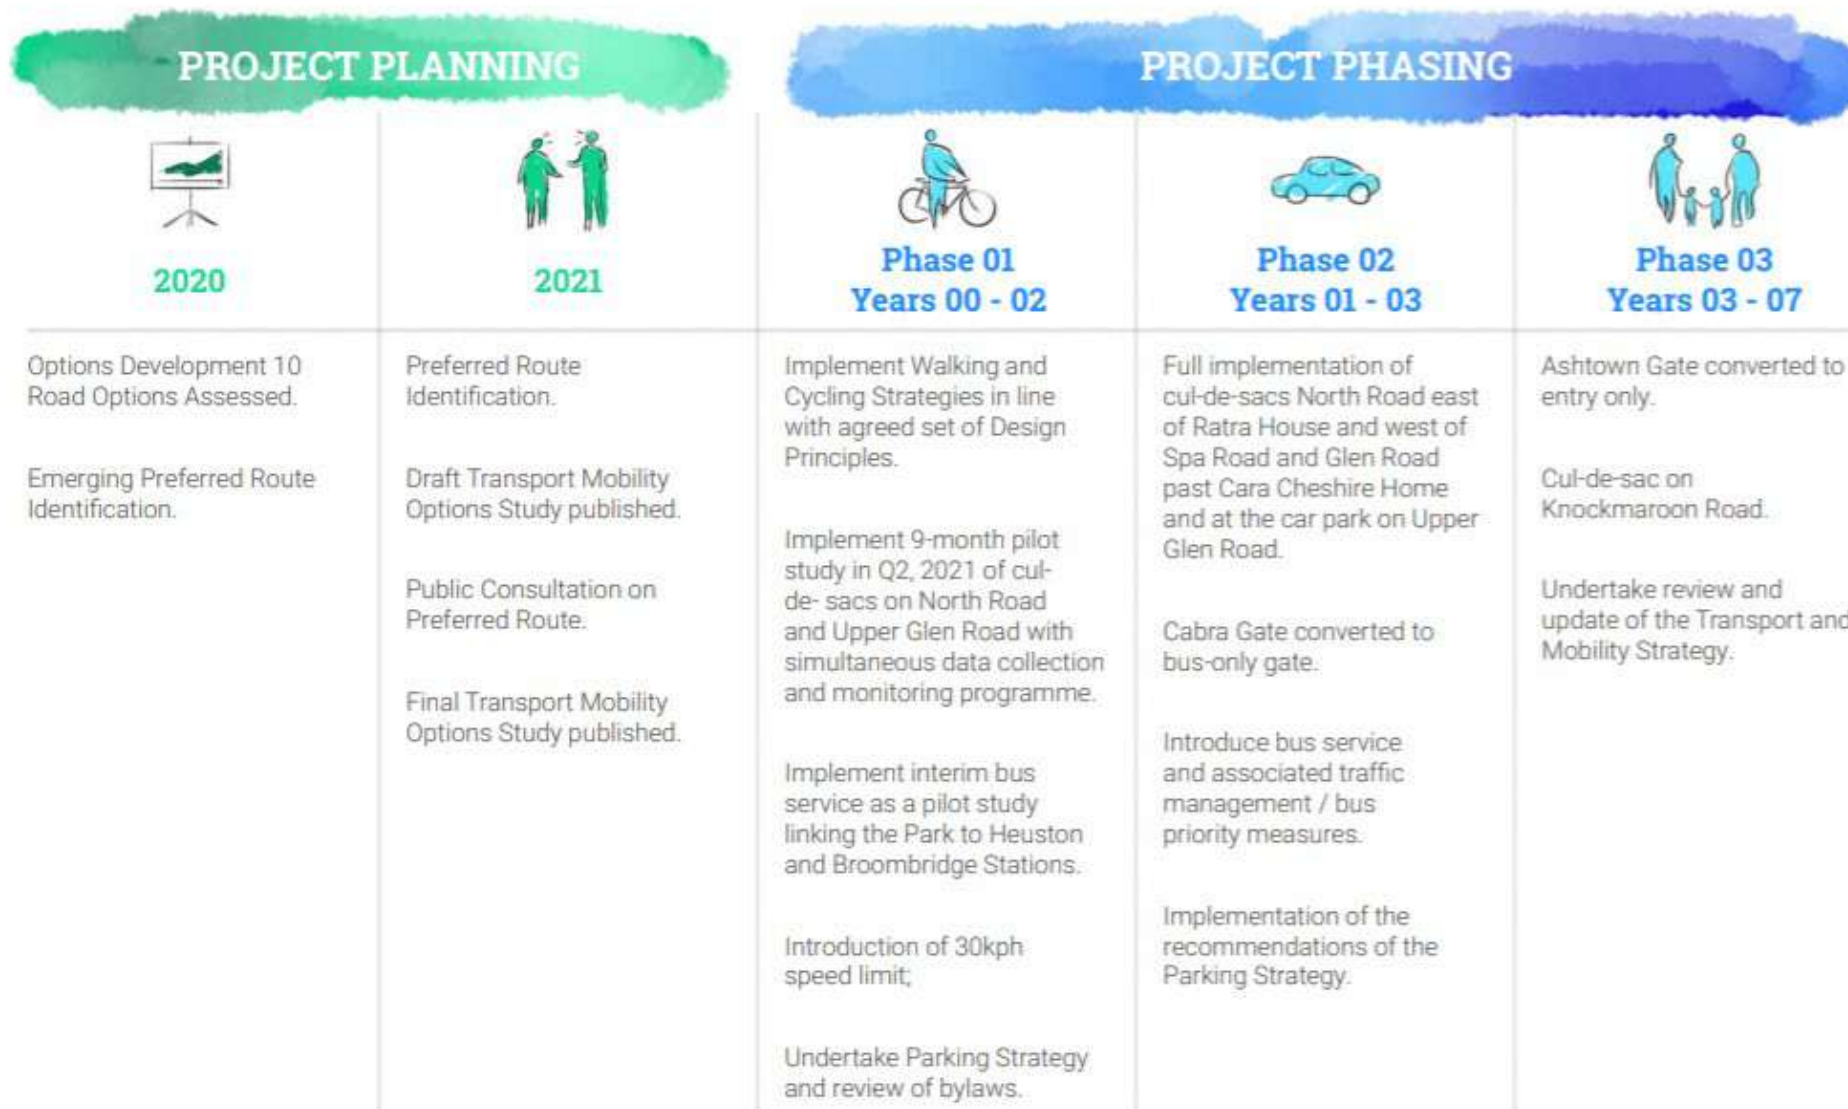 PROJECT PLANNING
PROJECT PHASING
2020
2021
Phase 01
Years 00 - 02
Phase 02
Years 01 - 03
Phase 03
Years 03 - 07
Options Development 10
Road Options Assessed.
Emerging Preferred Route
Identification.
Preferred Route
Identification.
Draft Transport Mobility
Options Study published.
Public Consultation on
Preferred Route.
Final Transport Mobility
Options Study published.
Implement Walking and
Cycling Strategies in line
with agreed set of Design
Principles.
Implement 9-month pilot
study in Q2, 2021 of cul-
de- sacs on North Road
and Upper Glen Road with
simultaneous data collection
and monitoring programme.
Implement interim bus
service as a pilot study
linking the Park to Heuston
and Broombridge Stations.
Introduction of 30kph
speed limit;
Undertake Parking Strategy
and review of bylaws.
Full implementation of
cul-de-sacs North Road east
of Ratra House and west of
Spa Road and Glen Road
past Cara Cheshire Home
and at the car park on Upper
Glen Road.
Cabra Gate converted to
bus-only gate.
Introduce bus service
and associated traffic
management / bus
priority measures.
Implementation of the
recommendations of the
Parking Strategy.
Ashtown Gate converted to
entry only.
Cul-de-sac on
Knockmaroon Road.
Undertake review and
update of the Transport and
Mobility Strategy.